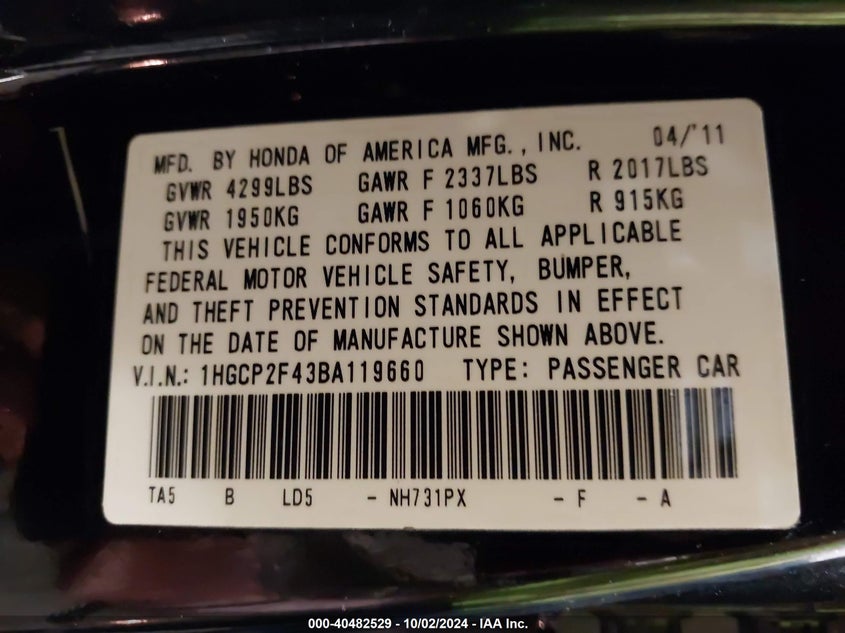 MFD. BY HONDA OF AMERICA MFG., INC. 04/'11
GVWR 4299LBS GAWR F 2337LBS R 2017LBS
GVWR 1950KG GAWR F 1060KG R 915KG
THIS VEHICLE CONFORMS TO ALL APPLICABLE
FEDERAL MOTOR VEHICLE SAFETY, BUMPER,
AND THEFT PREVENTION STANDARDS IN EFFECT
ON THE DATE OF MANUFACTURE SHOWN ABOVE.
V.I.N.: 1HGCP2F43BA119660 TYPE: PASSENGER CAR
TA5 B LD5 - NH731PX - F - A
000-40482529 - 10/02/2024 - IAA Inc.